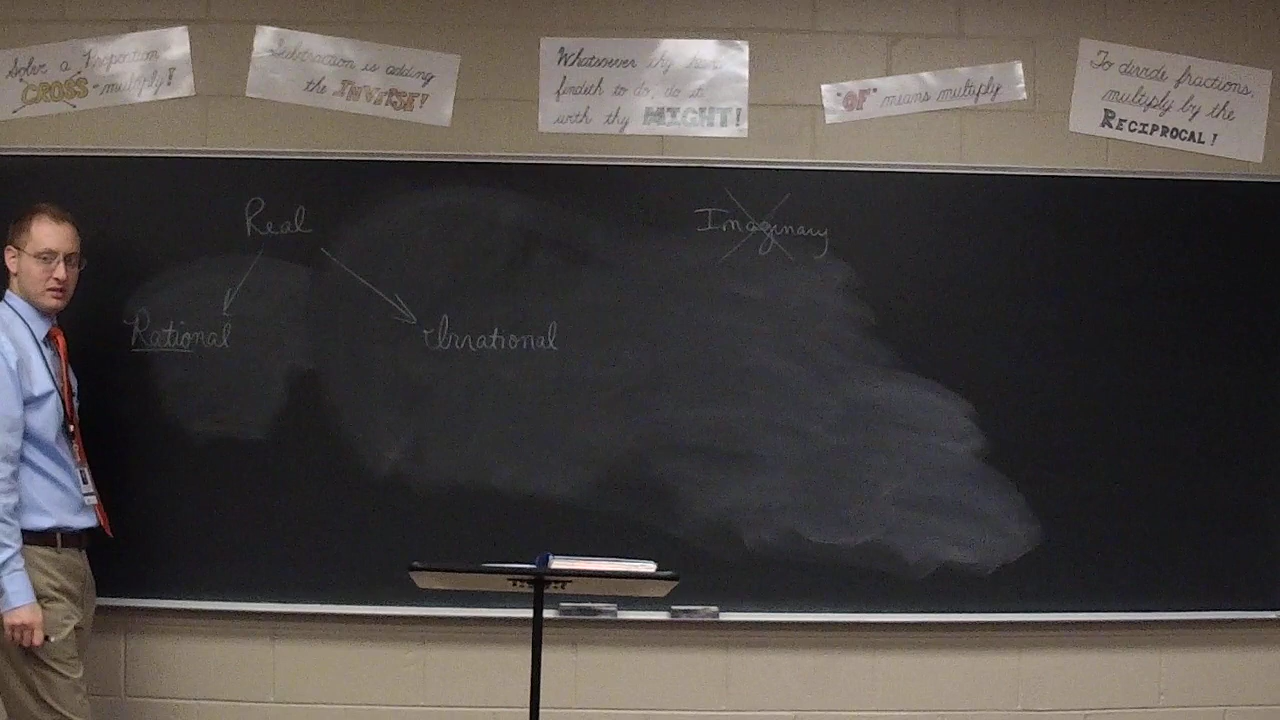 Solve a Proportion
CROSS-multiply!
Subtraction is adding
the INVERSE!
Whatsoever thy hand
findeth to do, do it
with thy MIGHT!
"OF" means multiply
To divide fractions,
multiply by the
RECIPROCAL!
Real
Imaginary
Rational
Irrational